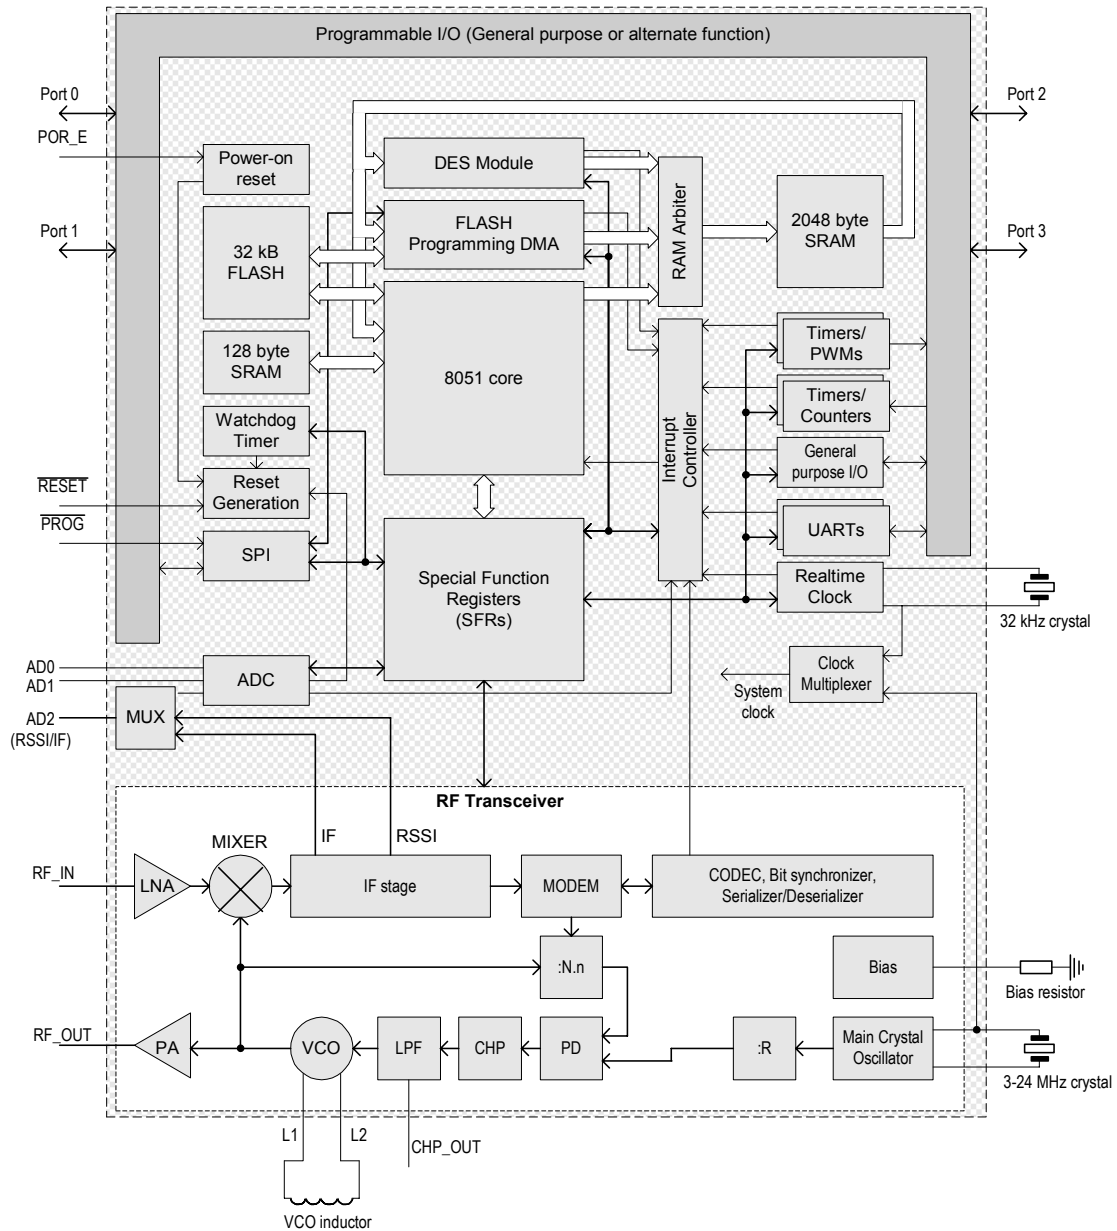 Programmable I/O (General purpose or alternate function)
Port 0
Port 2
POR_E
Power-on
reset
DES Module
RAM Arbiter
2048 byte
SRAM
Port 1
Port 3
32 kB
FLASH
FLASH
Programming DMA
128 byte
SRAM
8051 core
Interrupt
Controller
Timers/
PWMs
Timers/
Counters
General
purpose I/O
UARTs
Watchdog
Timer
RESET
Reset
Generation
PROG
SPI
Special Function
Registers
(SFRs)
Realtime
Clock
32 kHz crystal
AD0
AD1
ADC
Clock
Multiplexer
System
clock
AD2
(RSSI/IF)
MUX
RF Transceiver
MIXER
IF
RSSI
RF_IN
LNA
IF stage
MODEM
CODEC, Bit synchronizer,
Serializer/Deserializer
:N.n
Bias
Bias resistor
RF_OUT
PA
VCO
LPF
CHP
PD
:R
Main Crystal
Oscillator
3-24 MHz crystal
L1
L2
CHP_OUT
VCO inductor